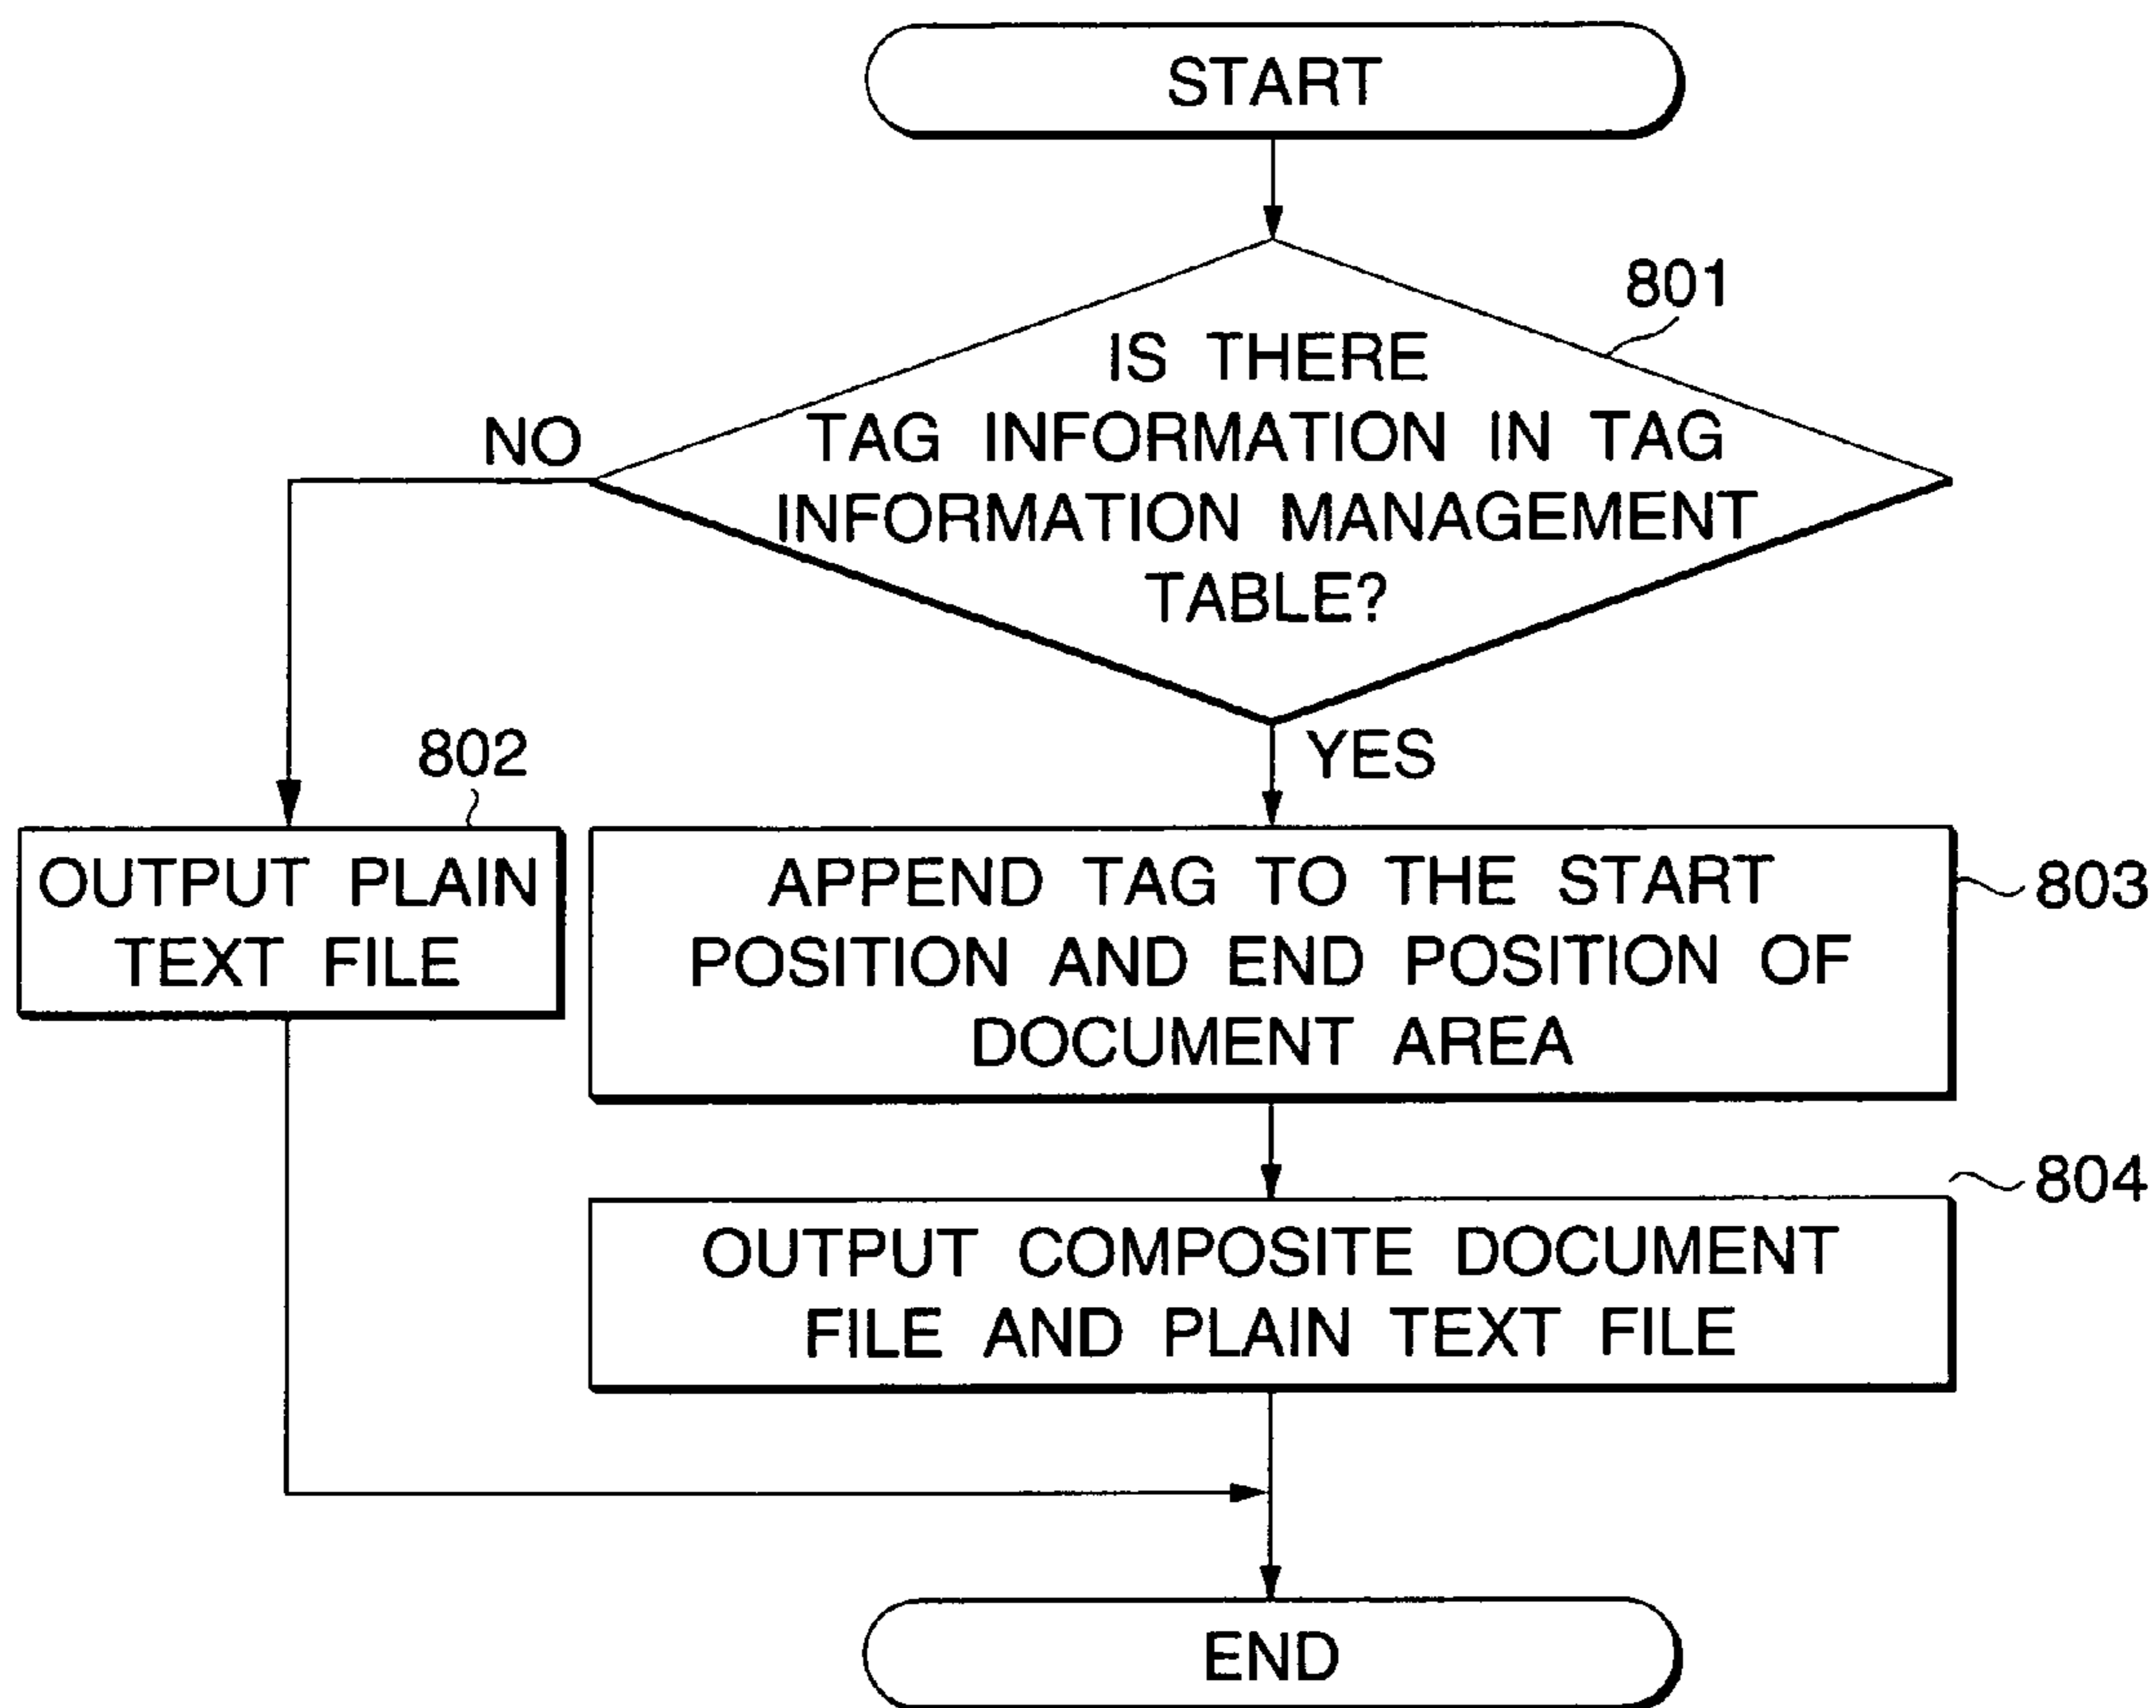 START
801
IS THERE
TAG INFORMATION IN TAG
INFORMATION MANAGEMENT
TABLE?
NO
YES
802
OUTPUT PLAIN
TEXT FILE
APPEND TAG TO THE START
POSITION AND END POSITION OF
DOCUMENT AREA
803
804
OUTPUT COMPOSITE DOCUMENT
FILE AND PLAIN TEXT FILE
END